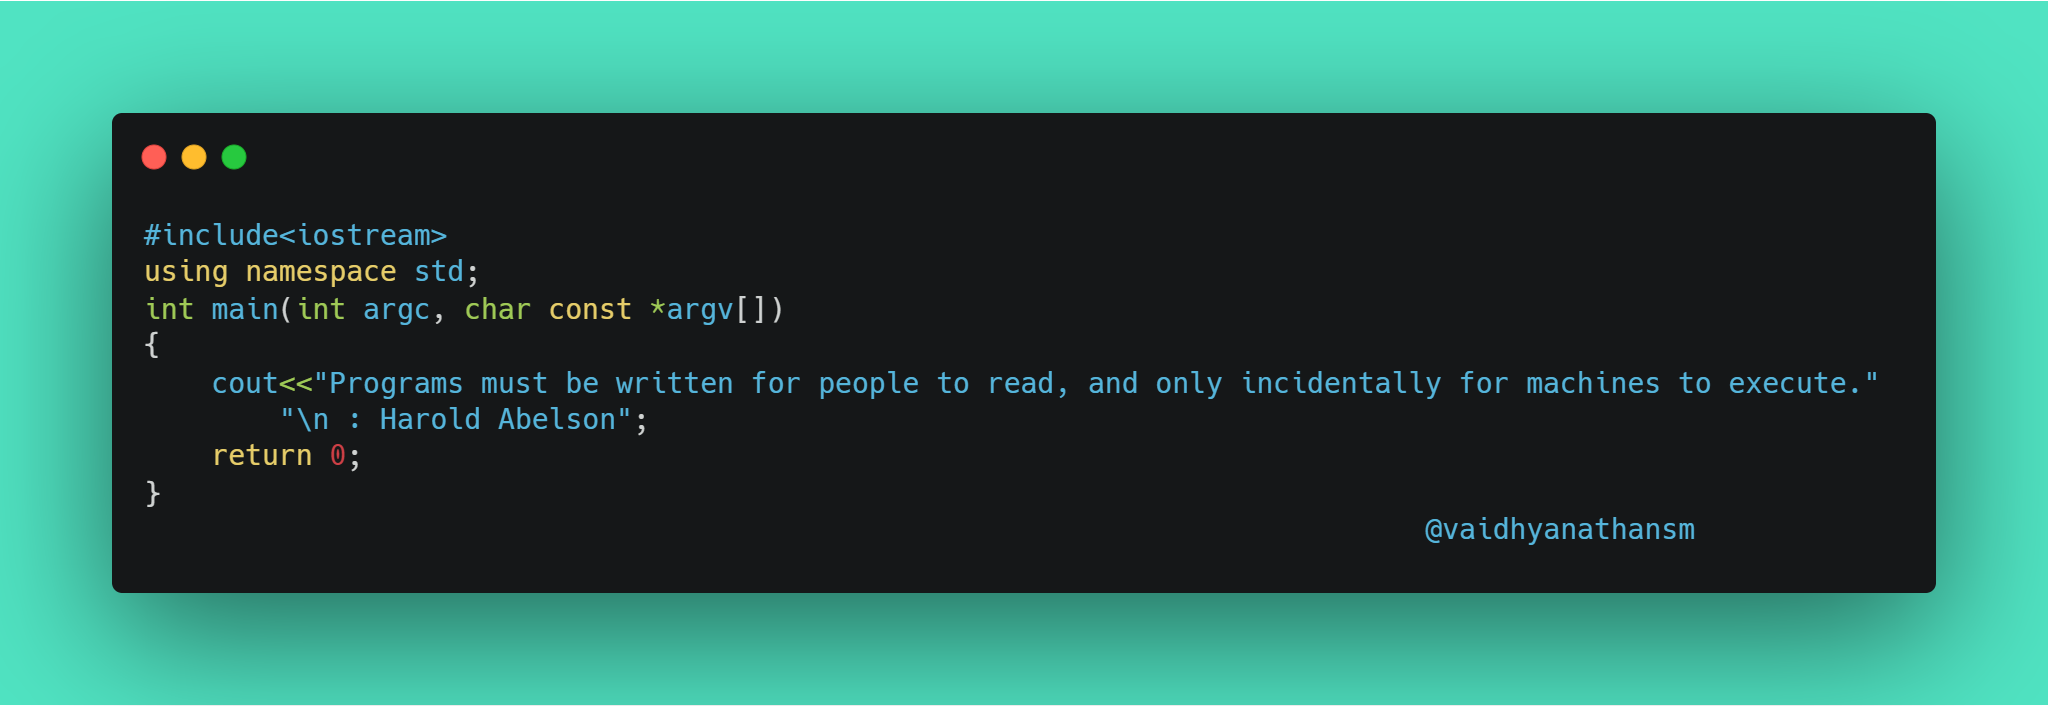 #include<iostream>
using namespace std;
int main(int argc, char const *argv[])
{
    cout<<"Programs must be written for people to read, and only incidentally for machines to execute."
        "\n : Harold Abelson";
    return 0;
}
@vaidhyanathansm